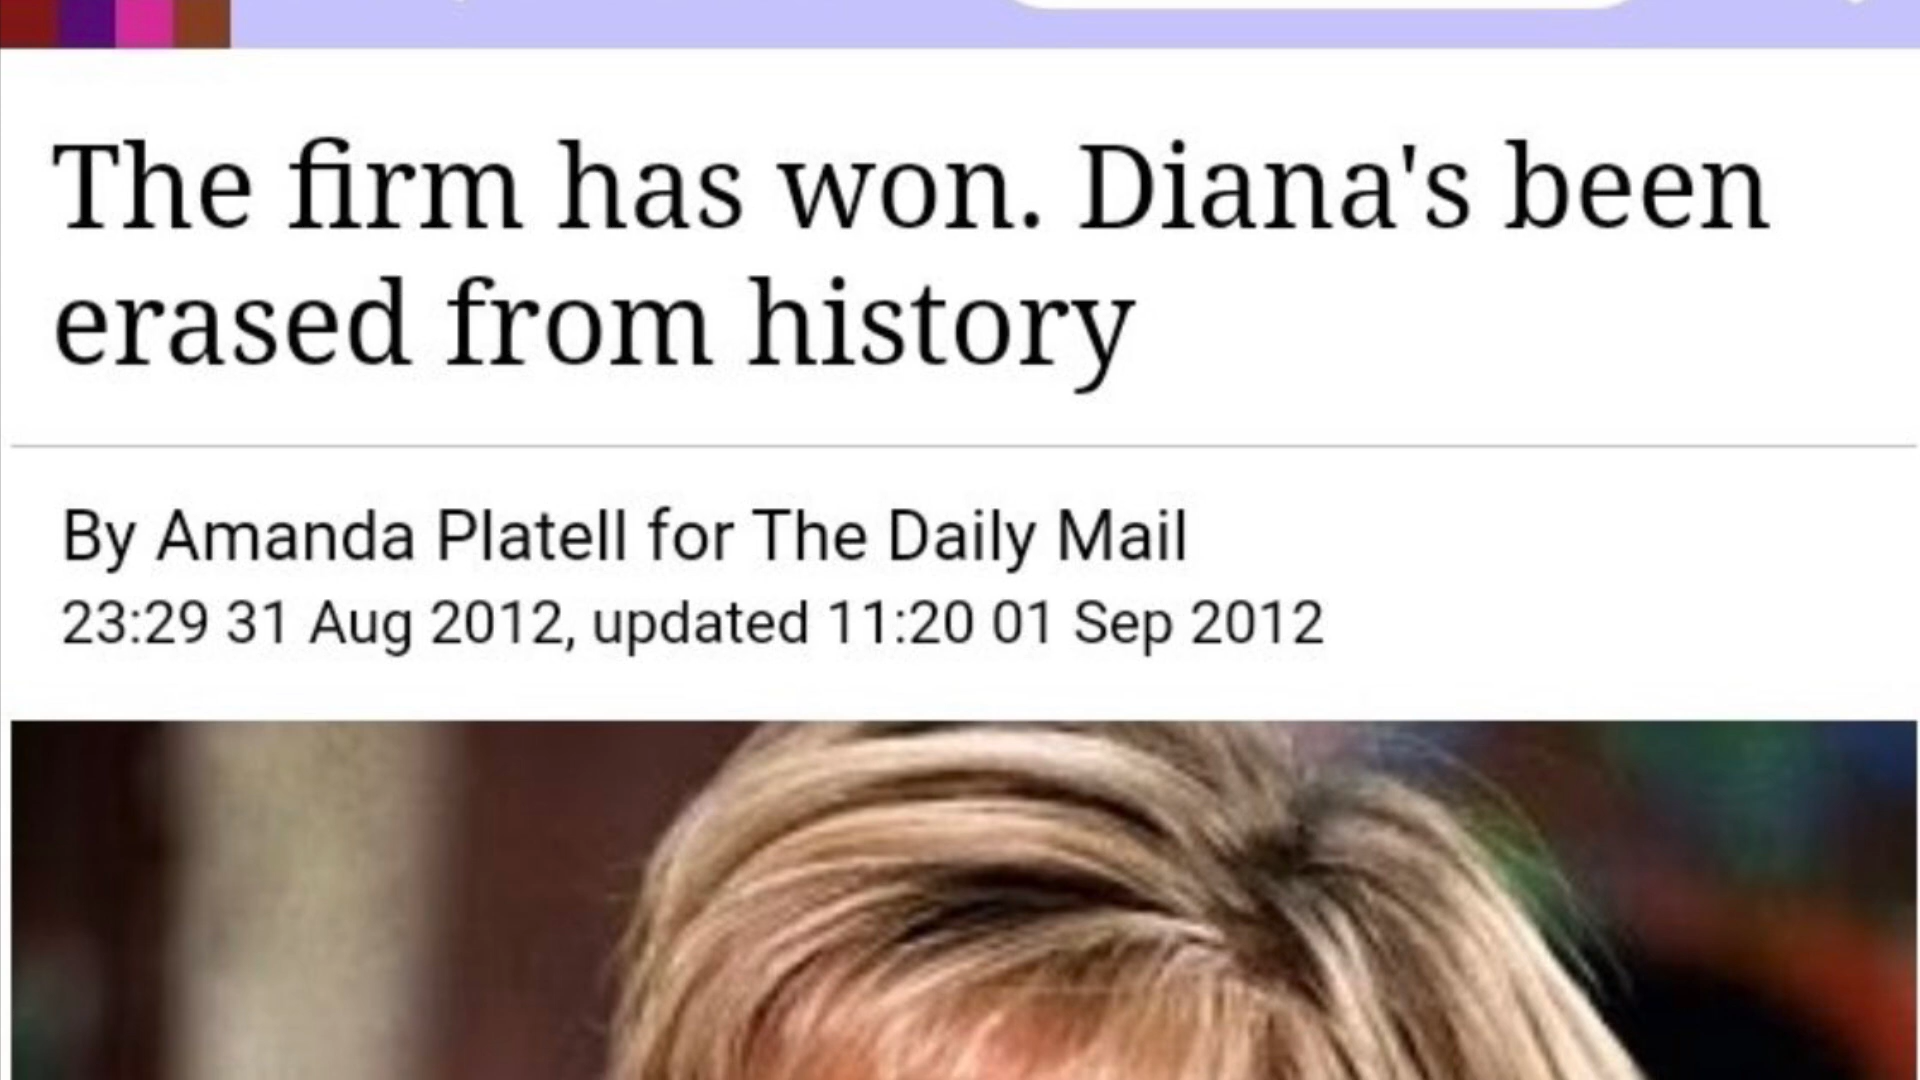 The firm has won. Diana's been
erased from history
By Amanda Platell for The Daily Mail
23:29 31 Aug 2012, updated 11:20 01 Sep 2012